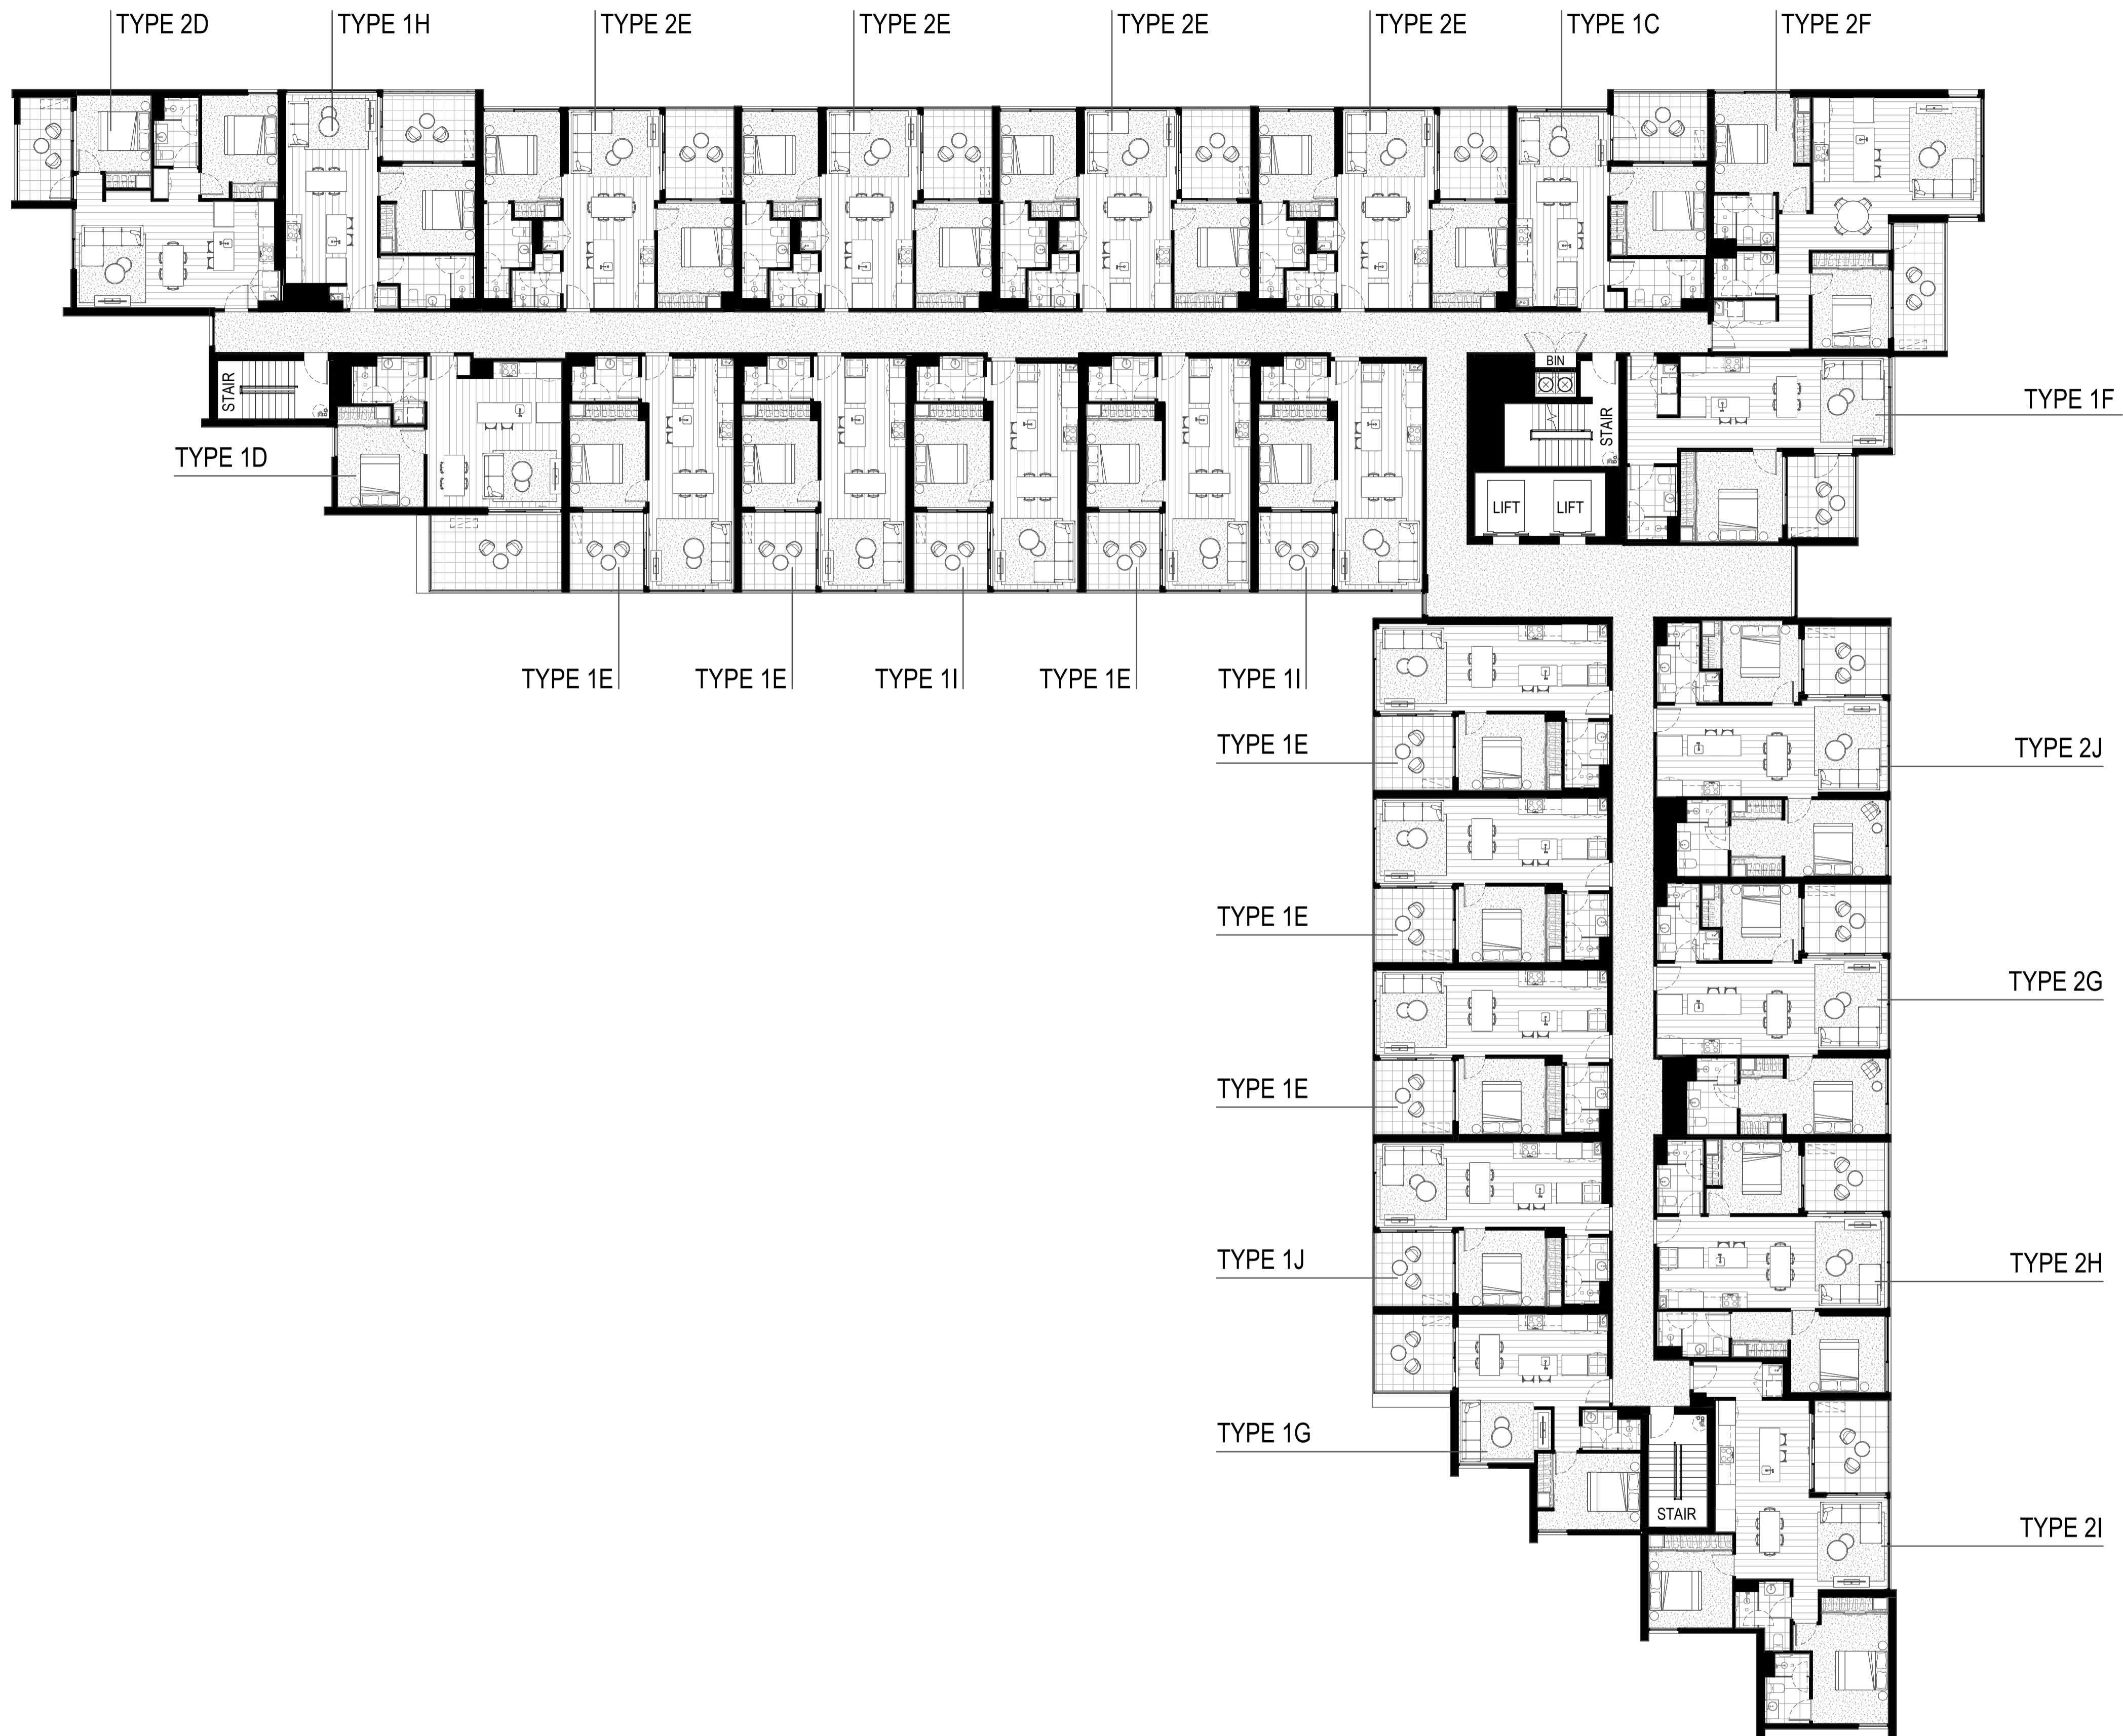 TYPE 2D
TYPE 1H
TYPE 2E
TYPE 2E
TYPE 2E
TYPE 2E
TYPE 1C
TYPE 2F
BIN
STAIR
STAIR
TYPE 1F
TYPE 1D
LIFT
LIFT
TYPE 1E
TYPE 1E
TYPE 1I
TYPE 1E
TYPE 1I
TYPE 1E
TYPE 2J
TYPE 1E
TYPE 2G
TYPE 1E
TYPE 1J
TYPE 2H
TYPE 1G
STAIR
TYPE 2I